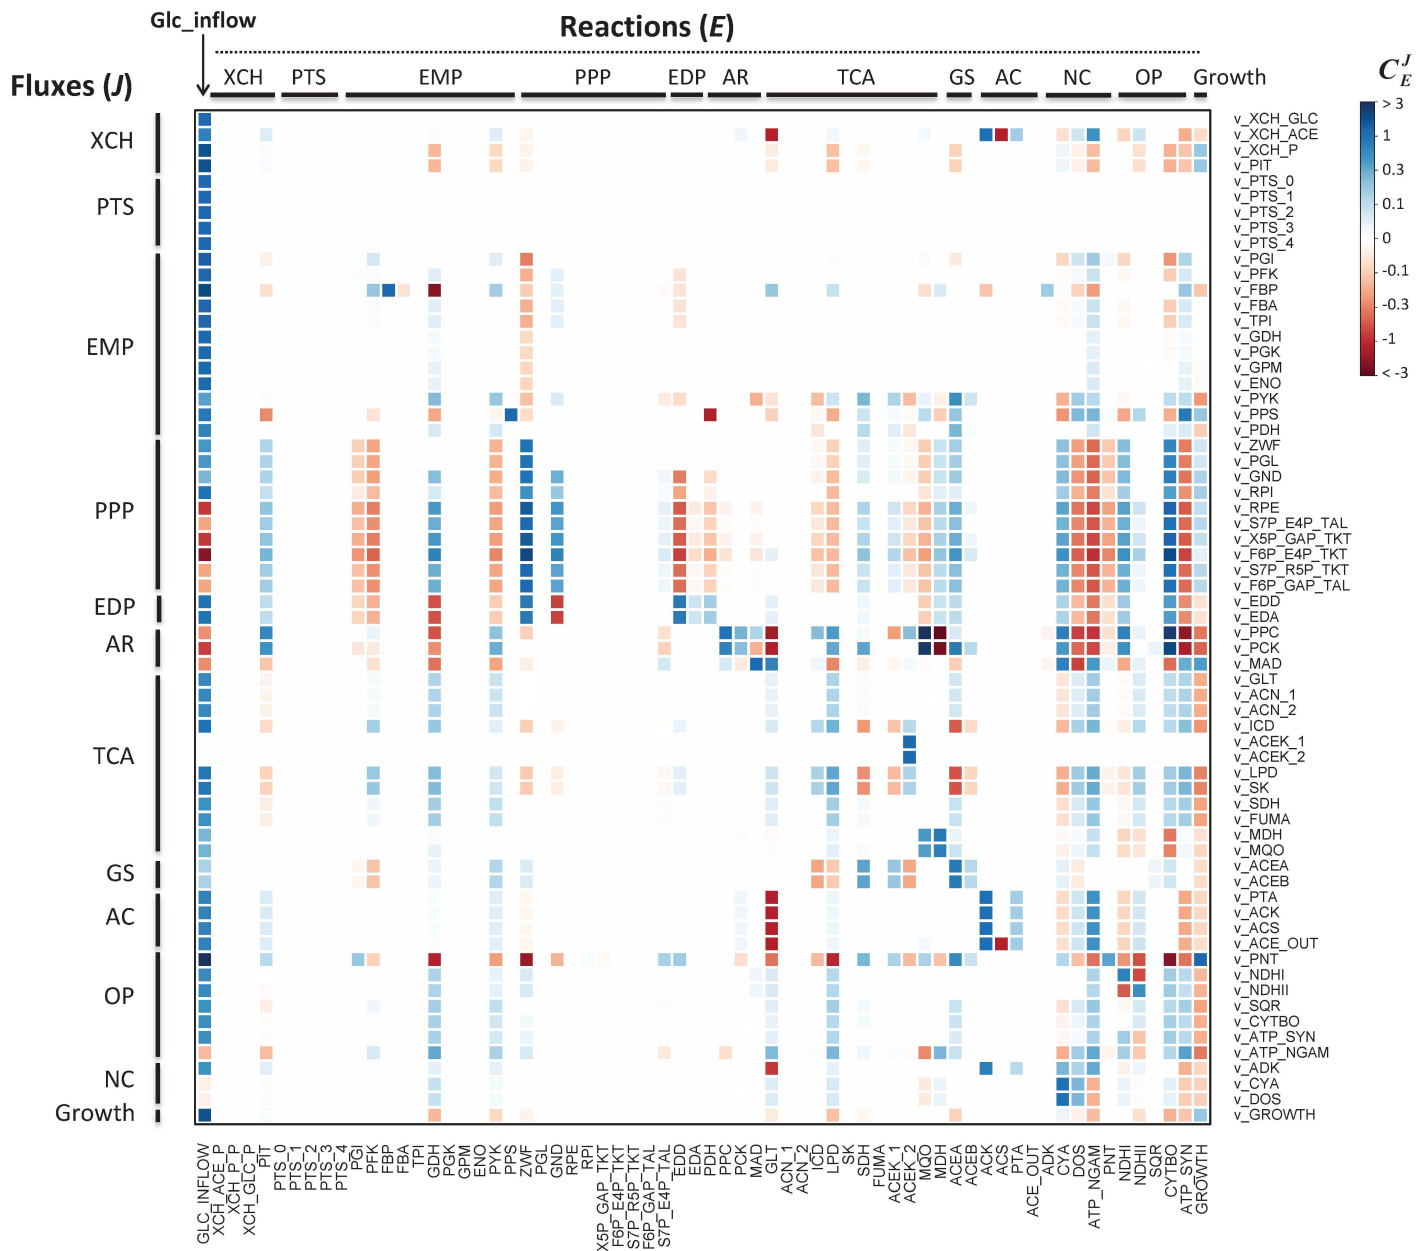 Glc_inflow
Reactions (E)
XCH PTS EMP PPP EDP AR TCA GS AC NC OP Growth
Fluxes (J)
C_E^J
> 3
1
0.3
0.1
0
-0.1
-0.3
-1
< -3
XCH
PTS
EMP
PPP
EDP
AR
TCA
GS
AC
OP
NC
Growth
v_XCH_GLC
v_XCH_ACE
v_XCH_P
v_PIT
v_PTS_0
v_PTS_1
v_PTS_2
v_PTS_3
v_PTS_4
v_PGI
v_PFK
v_FBP
v_FBA
v_TPI
v_GDH
v_PGK
v_GPM
v_ENO
v_PYK
v_PPS
v_PDH
v_ZWF
v_PGL
v_GND
v_RPI
v_RPE
v_S7P_E4P_TAL
v_X5P_GAP_TKT
v_F6P_E4P_TKT
v_S7P_R5P_TKT
v_F6P_GAP_TAL
v_EDD
v_EDA
v_PPC
v_PCK
v_MAD
v_GLT
v_ACN_1
v_ACN_2
v_ICD
v_ACEK_1
v_ACEK_2
v_LPD
v_SK
v_SDH
v_FUMA
v_MDH
v_MQO
v_ACEA
v_ACEB
v_PTA
v_ACK
v_ACS
v_ACE_OUT
v_PNT
v_NDHI
v_NDHII
v_SQR
v_CYTBO
v_ATP_SYN
v_ATP_NGAM
v_ADK
v_CYA
v_DOS
v_GROWTH
GLC_INFLOW
XCH_ACE_P
XCH_P_P
XCH_GLC_P
PIT
PTS_0
PTS_1
PTS_2
PTS_3
PTS_4
PGI
PFK
FBP
FBA
TPI
GDH
PGK
GPM
ENO
PYK
PPS
ZWF
PGL
GND
RPE
RPI
X5P_GAP_TKT
F6P_E4P_TKT
S7P_R5P_TKT
F6P_GAP_TAL
S7P_E4P_TAL
EDD
EDA
PDH
PPC
PCK
MAD
GLT
ACN_1
ACN_2
ICD
LPD
SK
SDH
FUMA
ACEK_1
ACEK_2
MQO
MDH
ACEA
ACEB
ACK
ACS
PTA
ACE_OUT
ADK
CYA
DOS
ATP_NGAM
PNT
NDHI
NDHII
SQR
CYTBO
ATP_SYN
GROWTH